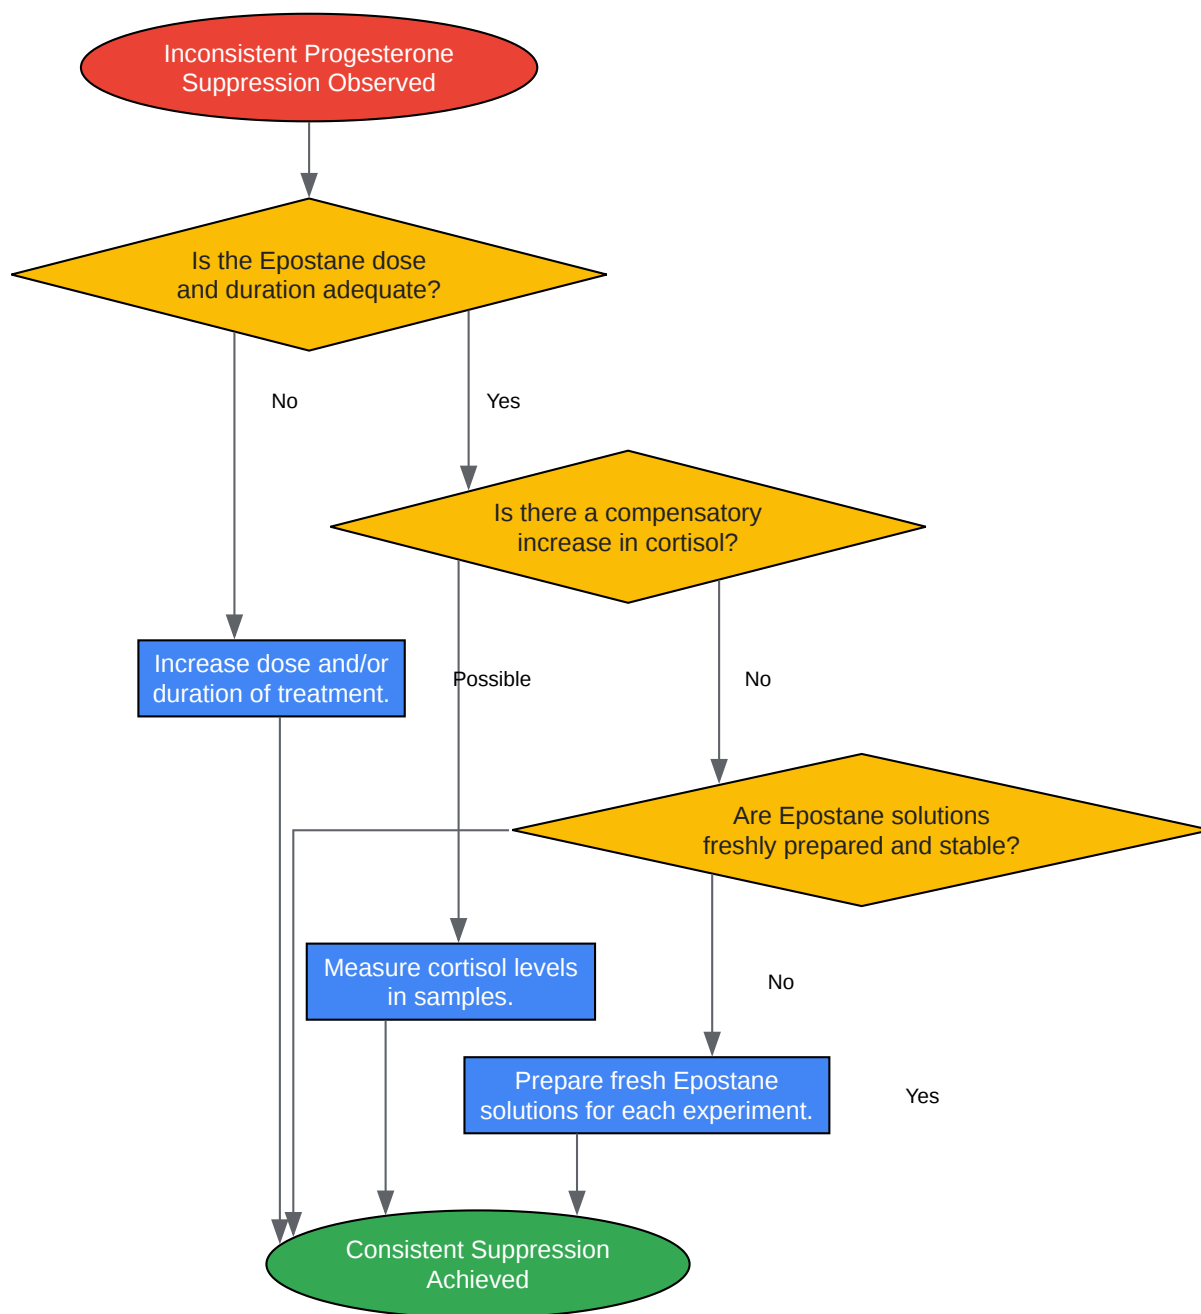 Inconsistent Progesterone
Suppression Observed
Is the Epostane dose
and duration adequate?
No
Yes
Is there a compensatory
increase in cortisol?
Increase dose and/or
duration of treatment.
Possible
No
Are Epostane solutions
freshly prepared and stable?
Measure cortisol levels
in samples.
No
Prepare fresh Epostane
solutions for each experiment.
Yes
Consistent Suppression
Achieved